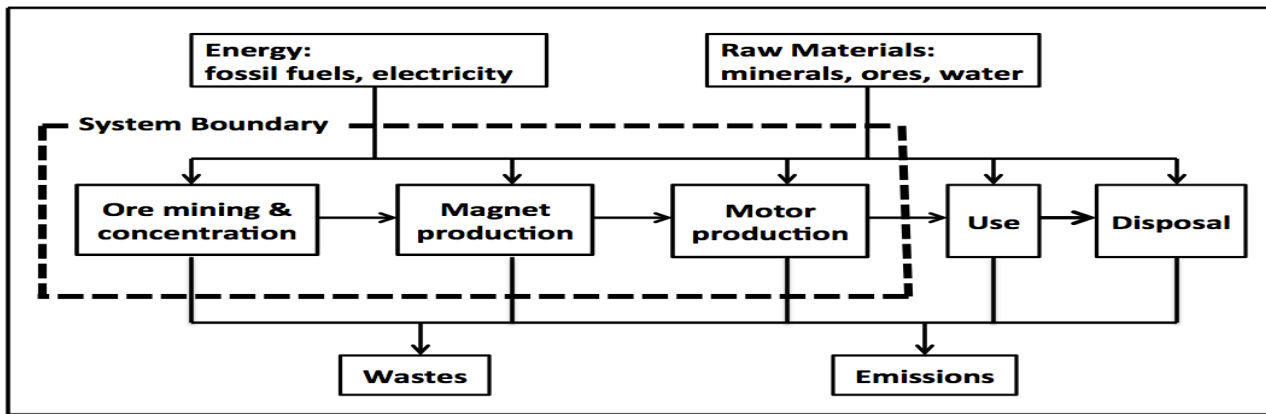 Energy:
fossil fuels, electricity
Raw Materials:
minerals, ores, water
System Boundary
Ore mining &
concentration
Magnet
production
Motor
production
Use
Disposal
Wastes
Emissions